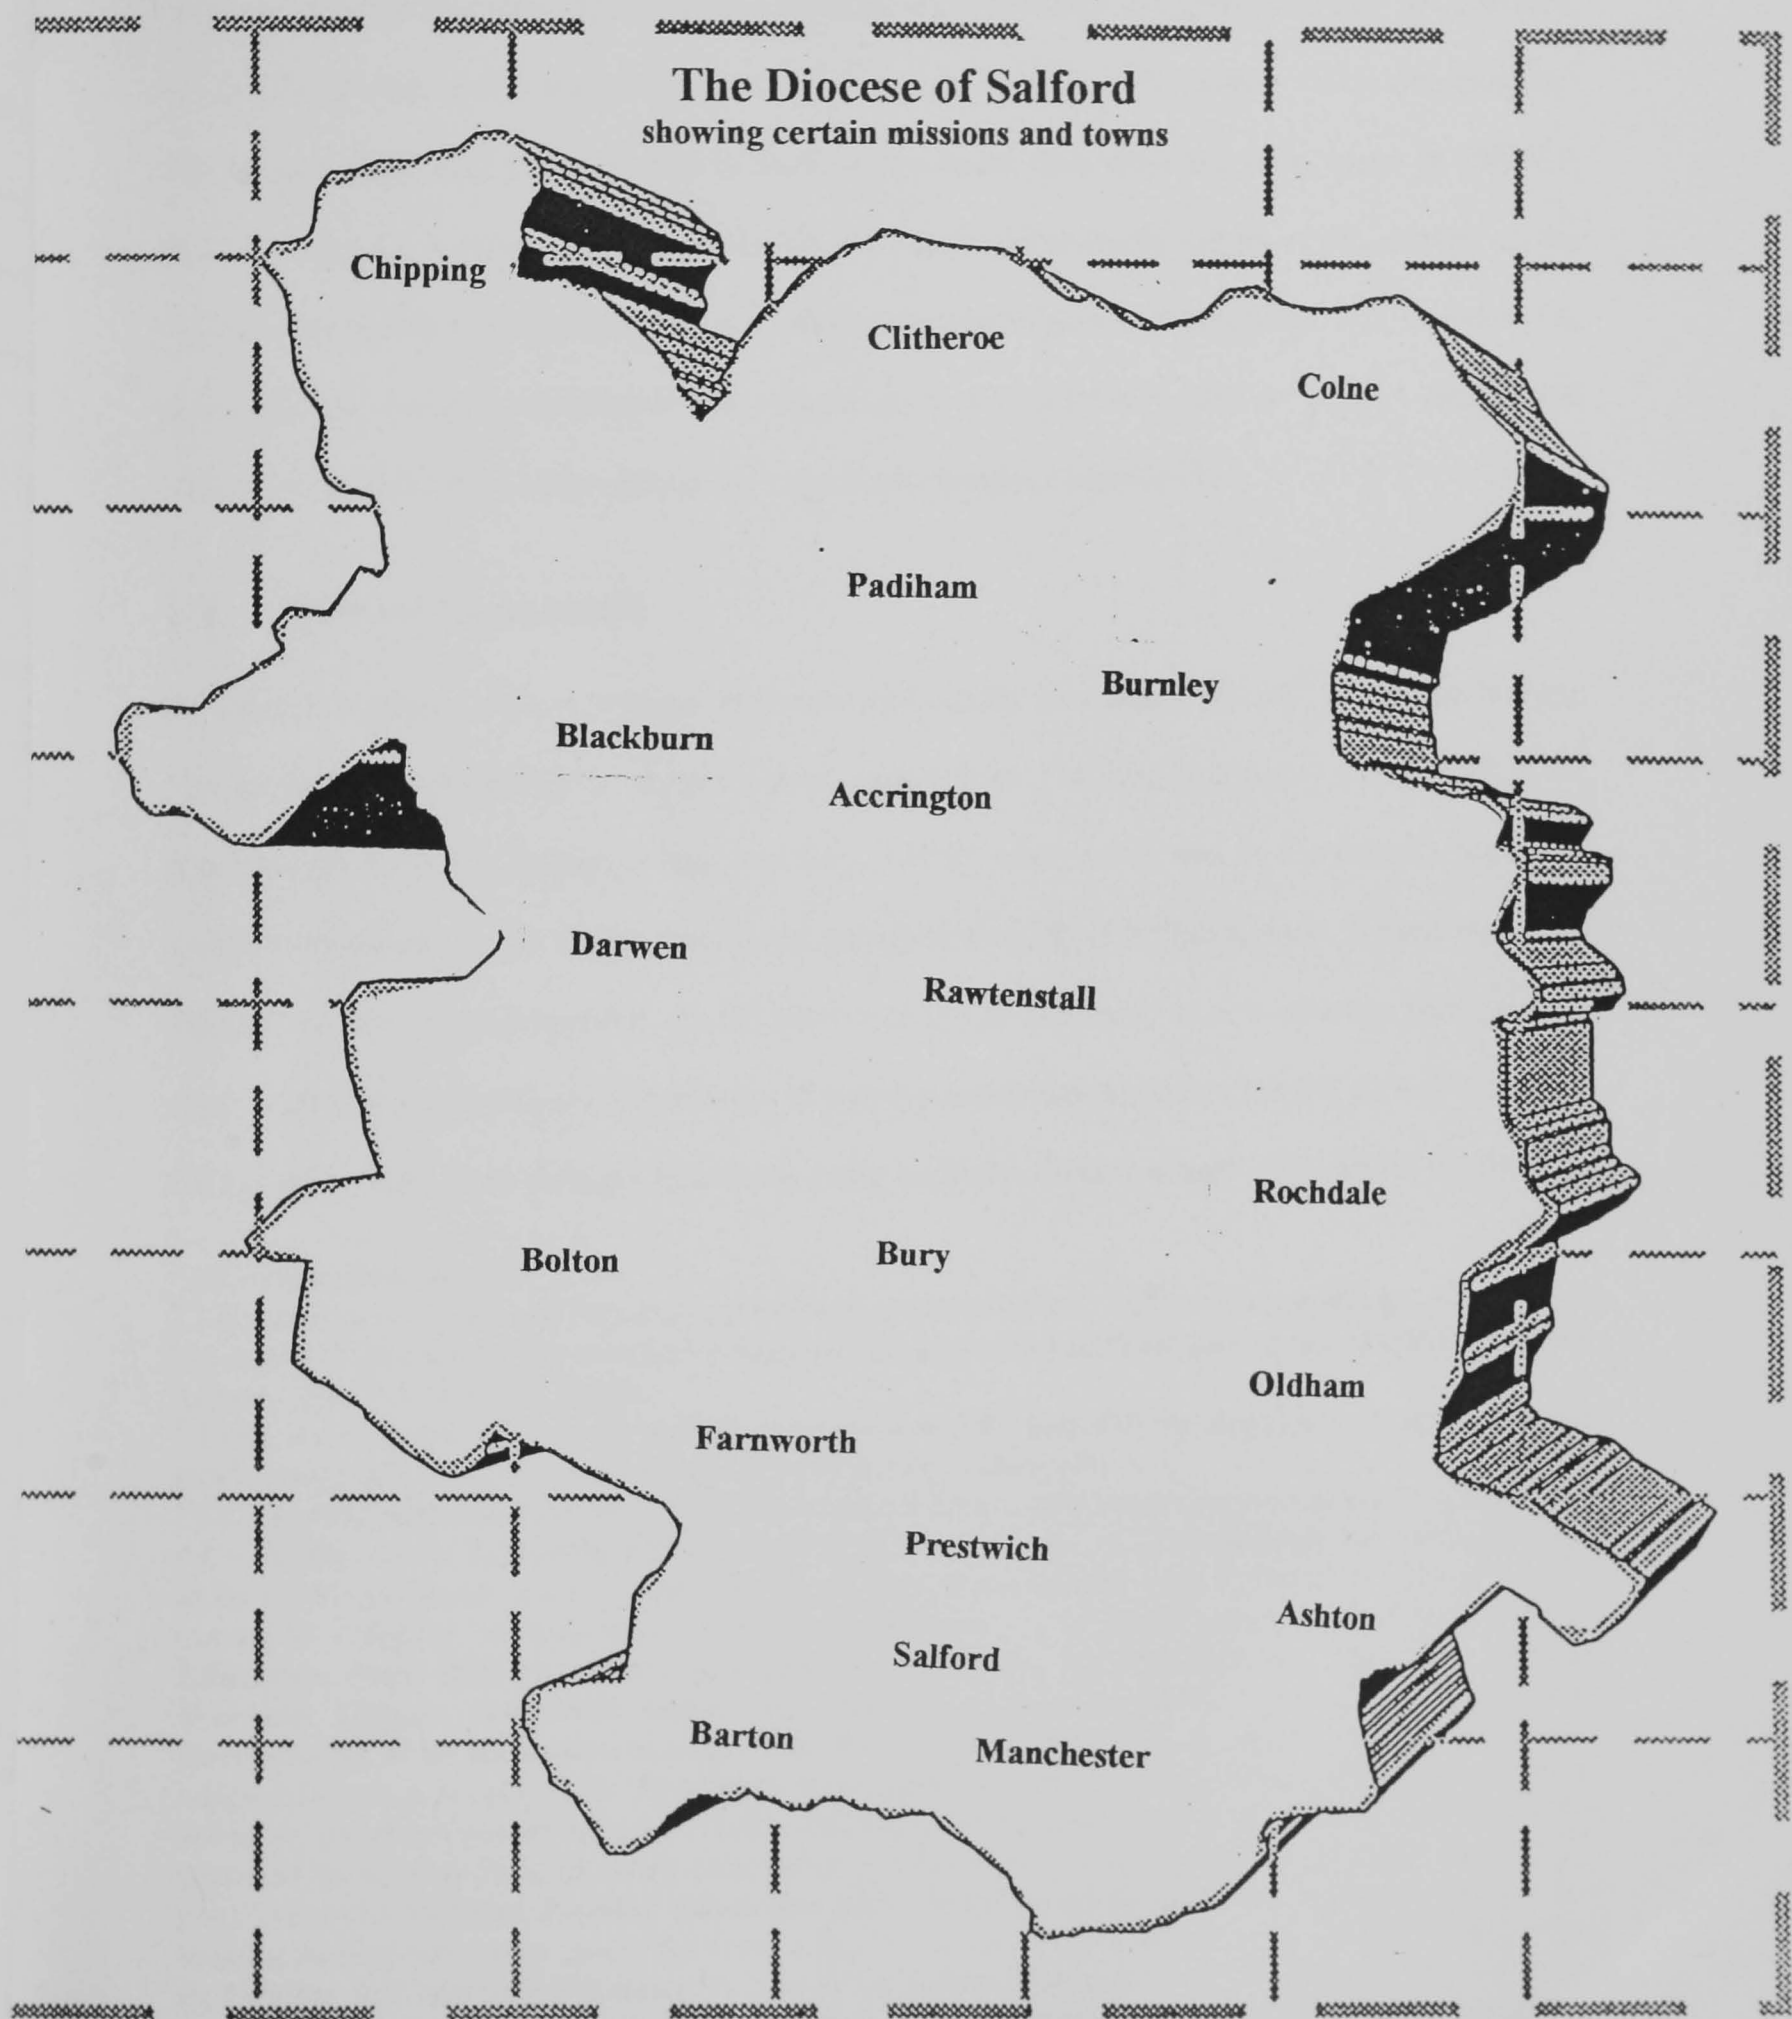 The Diocese of Salford
showing certain missions and towns
Chipping
Clitheroe
Colne
Padiham
Burnley
Blackburn
Accrington
Darwen
Rawtenstall
Rochdale
Bolton
Bury
Oldham
Farnworth
Prestwich
Ashton
Salford
Barton
Manchester